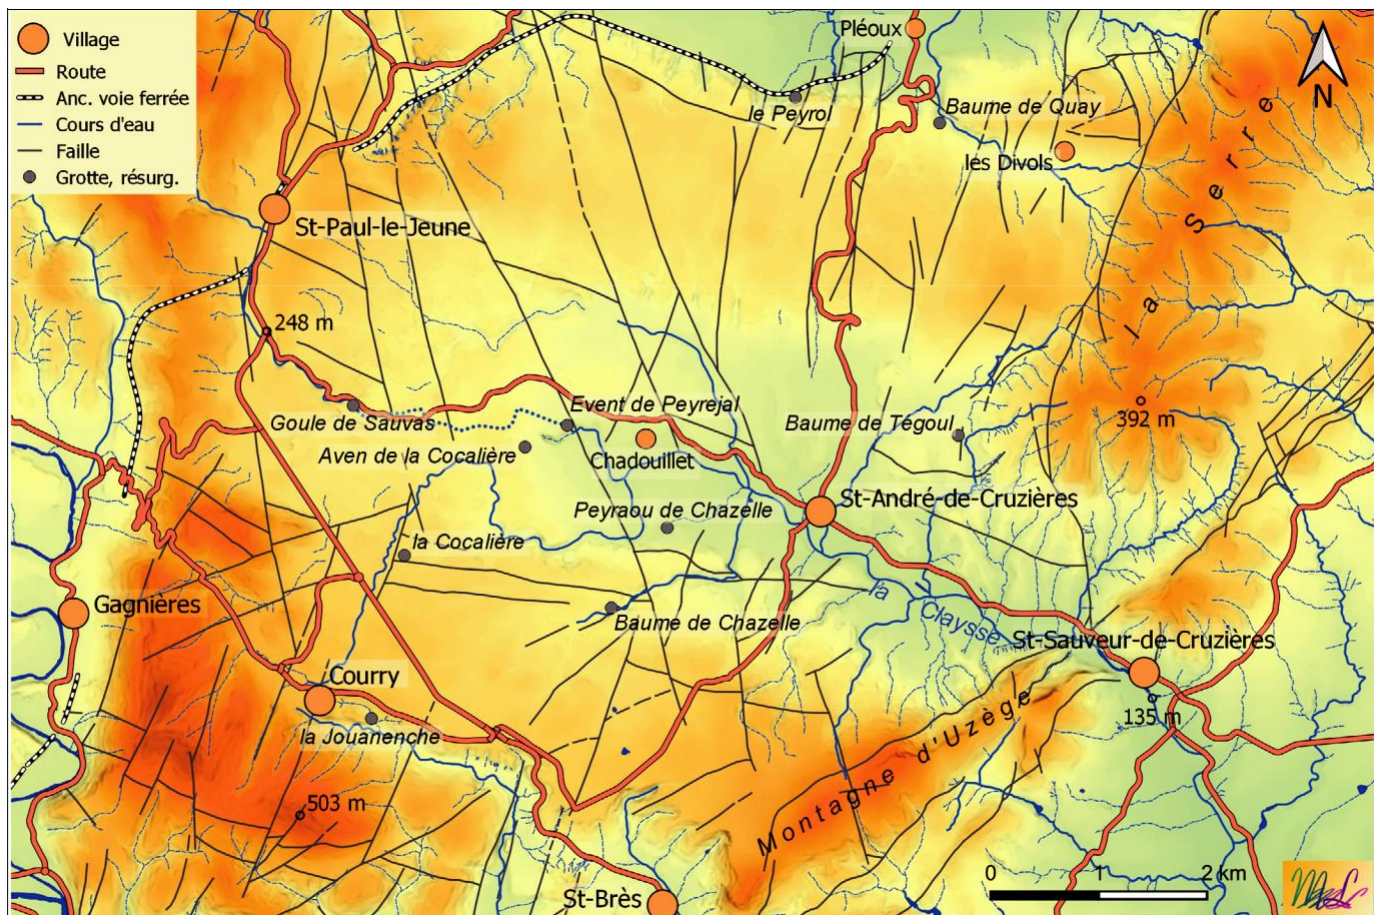 Village
Route
Anc. voie ferrée
Cours d'eau
Faille
Grotte, résurg.
Pléoux
N
le Peyrol
Baume de Quay
les Divols
la Serre
St-Paul-le-Jeune
248 m
392 m
Goule de Sauvas
Event de Peyrejal
Baume de Tégoul
Aven de la Cocalière
Chadouillet
St-André-de-Cruzières
Peyraou de Chazelle
la Cocalière
Gagnières
Baume de Chazelle
la Claysse
St-Sauveur-de-Cruzières
Courry
135 m
la Jouanenche
Montagne d'Uzège
503 m
0 1 2 km
St-Brès